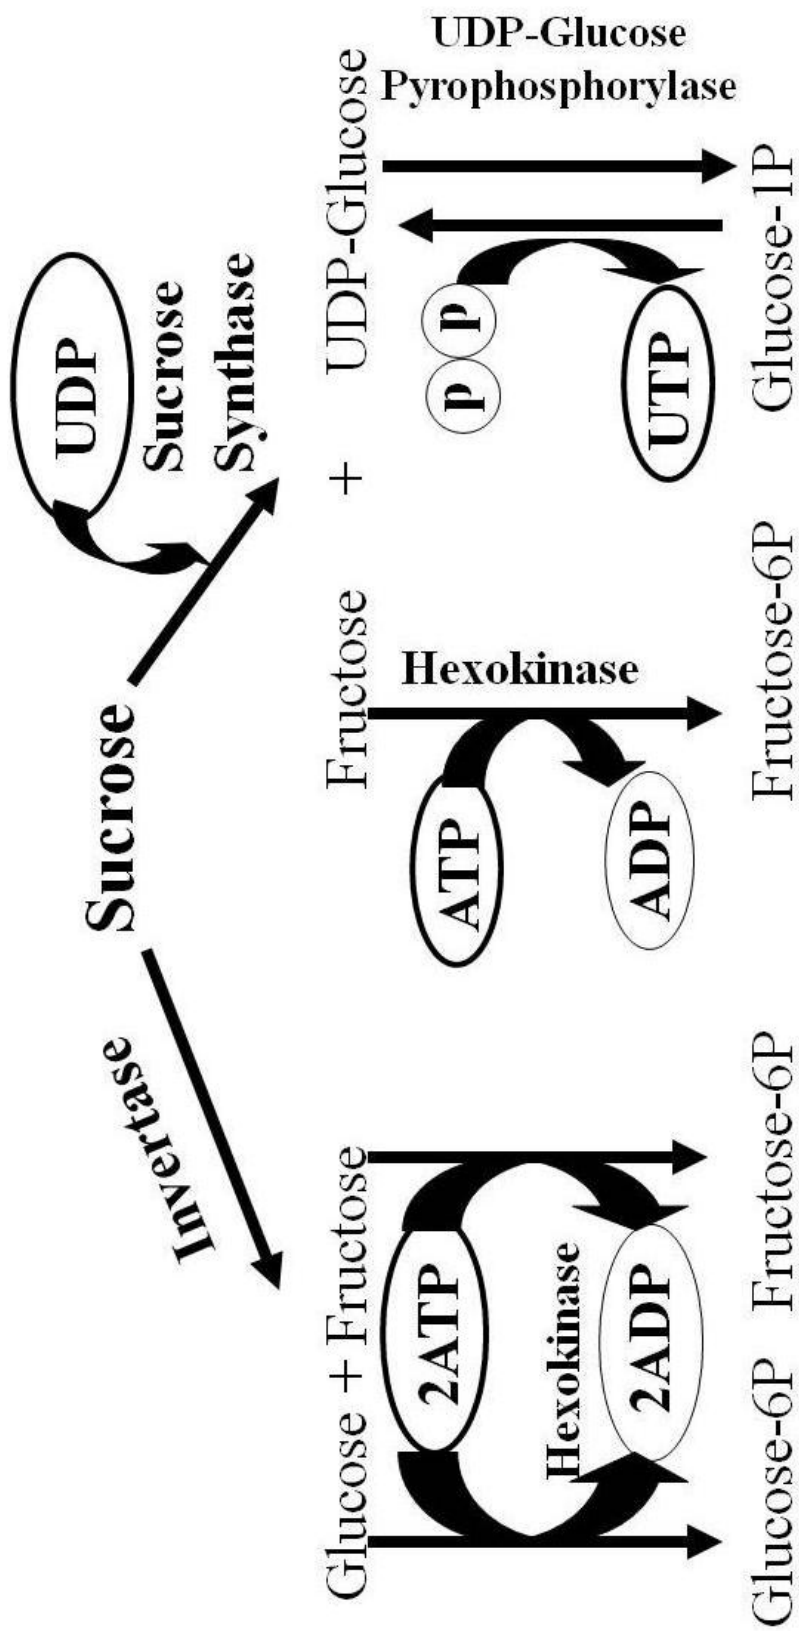 Sucrose
Invertase
UDP
Sucrose
Synthase
Glucose + Fructose
Fructose + UDP-Glucose
2ATP
Hexokinase
2ADP
ATP
Hexokinase
ADP
P P
UTP
UDP-Glucose
Pyrophosphorylase
Glucose-6P Fructose-6P
Fructose-6P
Glucose-1P